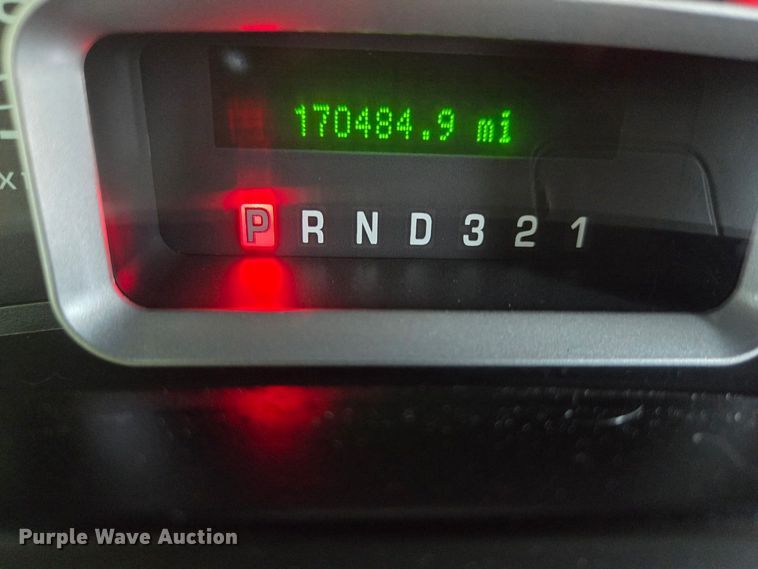 170484.9 mi
P R N D 3 2 1
Purple Wave Auction